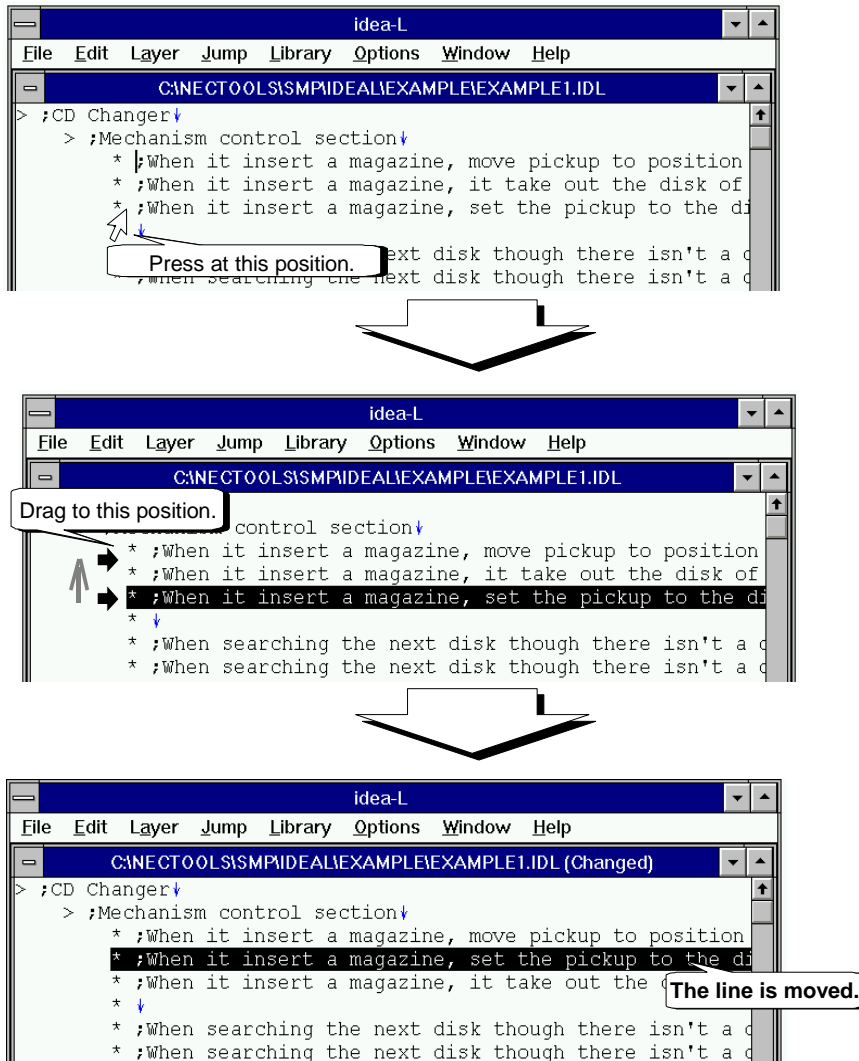 idea-L
File Edit Layer Jump Library Options Window Help
C:\NECTOOLS\SMP\IDEAL\EXAMPLE\EXAMPLE1.IDL
> ;CD Changer↓
> ;Mechanism control section↓
* ;When it insert a magazine, move pickup to position
* ;When it insert a magazine, it take out the disk of
* ;When it insert a magazine, set the pickup to the di
↓
Press at this position.
ext disk though there isn't a c
* ;When searching the next disk though there isn't a c
idea-L
File Edit Layer Jump Library Options Window Help
C:\NECTOOLS\SMP\IDEAL\EXAMPLE\EXAMPLE1.IDL
Drag to this position.
control section↓
* ;When it insert a magazine, move pickup to position
* ;When it insert a magazine, it take out the disk of
* ;When it insert a magazine, set the pickup to the di
* ↓
* ;When searching the next disk though there isn't a c
* ;When searching the next disk though there isn't a c
idea-L
File Edit Layer Jump Library Options Window Help
C:\NECTOOLS\SMP\IDEAL\EXAMPLE\EXAMPLE1.IDL (Changed)
> ;CD Changer↓
> ;Mechanism control section↓
* ;When it insert a magazine, move pickup to position
* ;When it insert a magazine, set the pickup to the di
* ;When it insert a magazine, it take out the
The line is moved.
* ↓
* ;When searching the next disk though there isn't a c
* ;When searching the next disk though there isn't a c